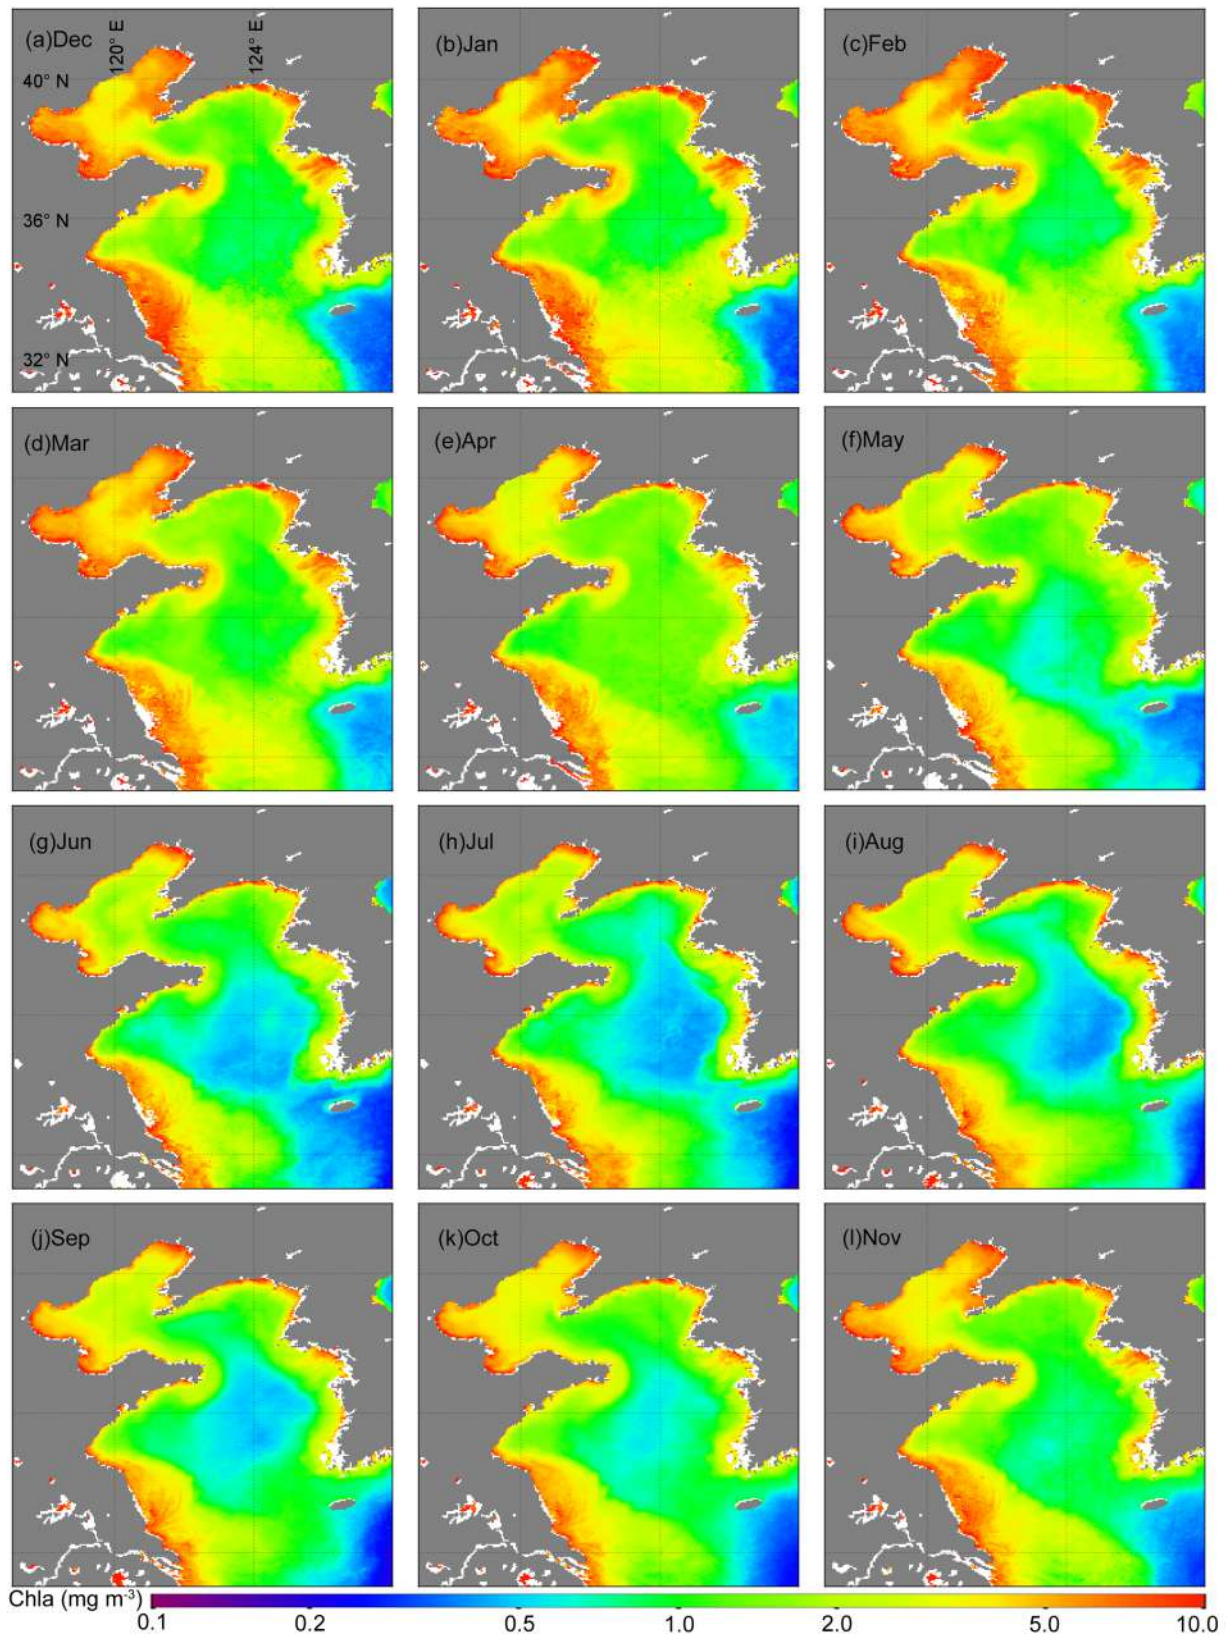 (a)Dec
120° E
124° E
40° N
36° N
32° N
(b)Jan
(c)Feb
(d)Mar
(e)Apr
(f)May
(g)Jun
(h)Jul
(i)Aug
(j)Sep
(k)Oct
(l)Nov
Chla (mg m⁻³)
0.1 0.2 0.5 1.0 2.0 5.0 10.0